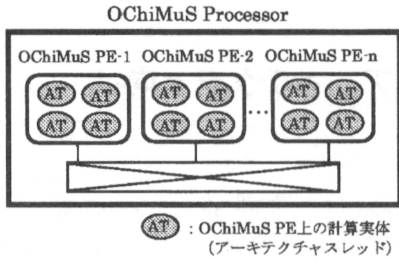 OChiMuS Processor
OChiMuS PE-1 OChiMuS PE-2 OChiMuS PE-n
AT AT AT AT AT AT
...
AT AT AT AT AT AT
AT : OChiMuS PE上の計算実体
(アーキテクチャスレッド)